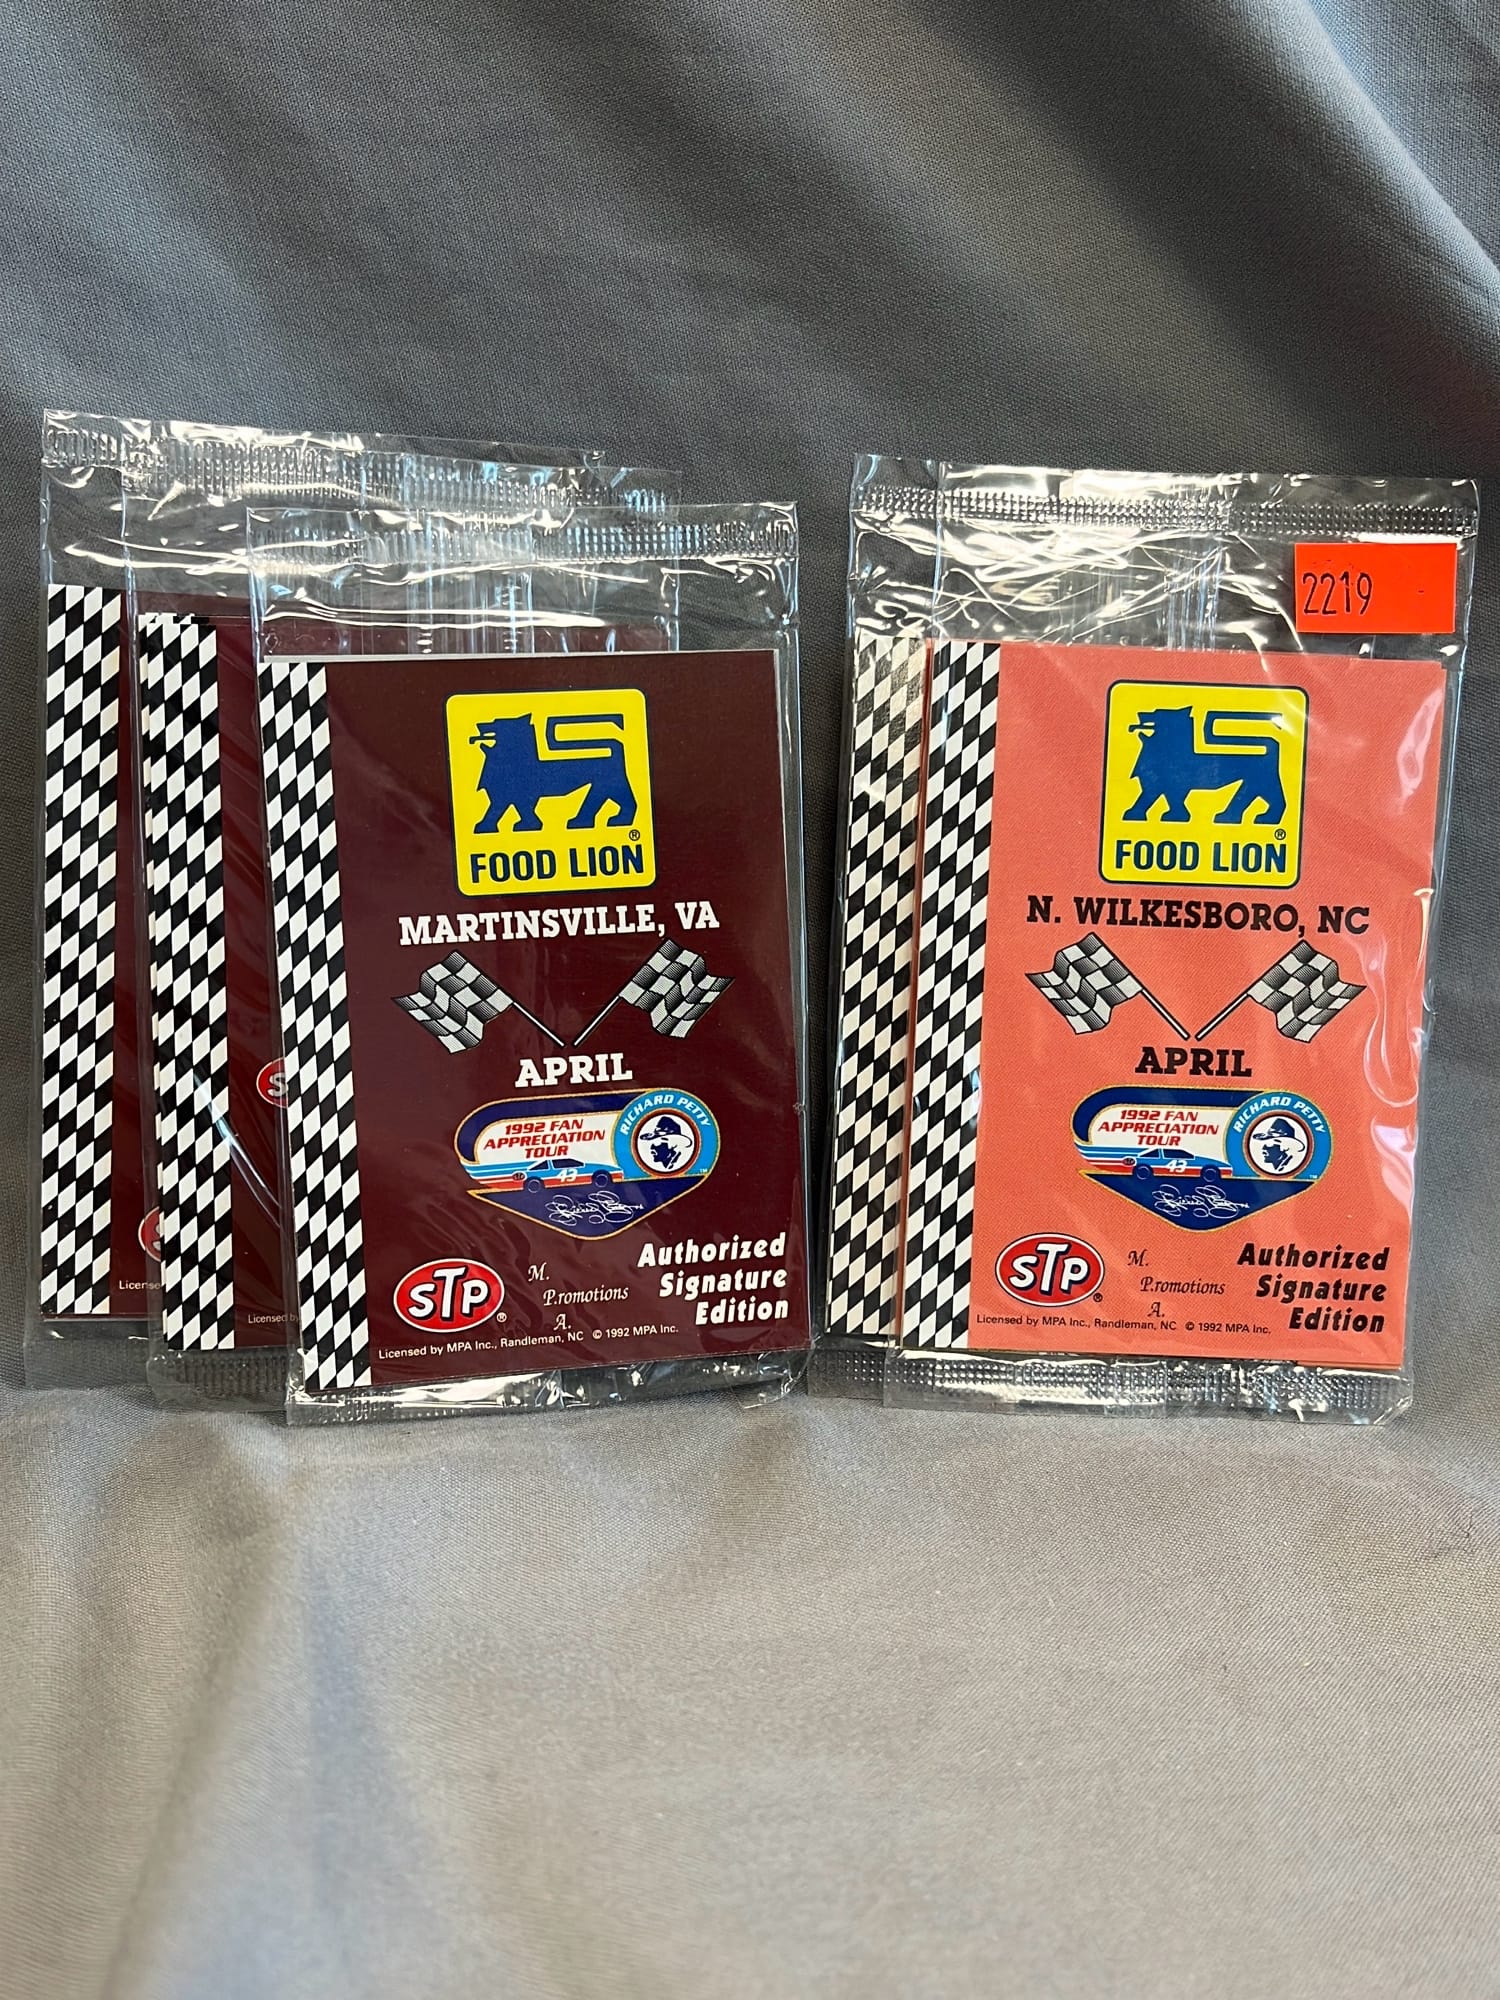 FOOD LION
MARTINSVILLE, VA
APRIL
1992 FAN
APPRECIATION
TOUR
RICHARD PETTY
43
STP
M.
P.romotions
A.
Authorized
Signature
Edition
Licensed by MPA Inc., Randleman, NC © 1992 MPA Inc.
Licensed by
2219
FOOD LION
N. WILKESBORO, NC
APRIL
1992 FAN
APPRECIATION
TOUR
RICHARD PETTY
43
STP
M.
P.romotions
A.
Authorized
Signature
Edition
Licensed by MPA Inc., Randleman, NC © 1992 MPA Inc.